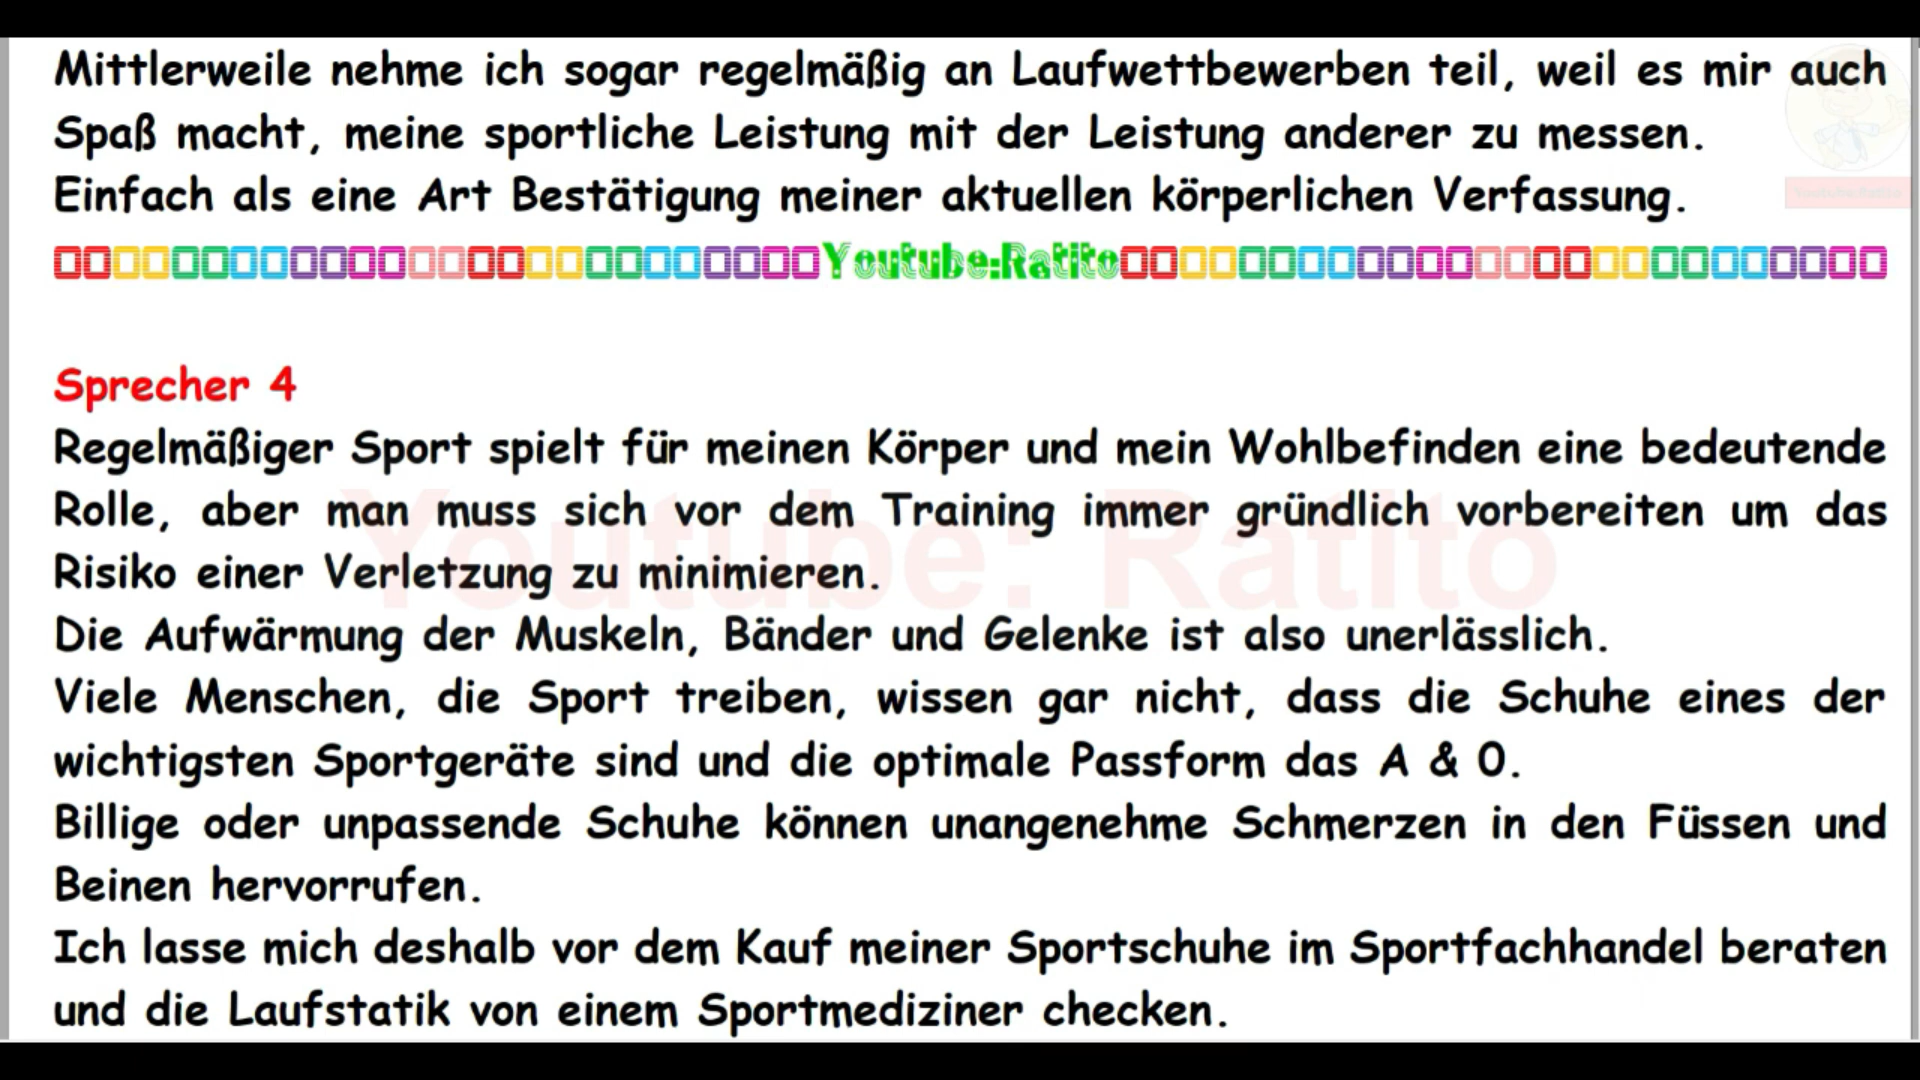 Mittlerweile nehme ich sogar regelmäßig an Laufwettbewerben teil, weil es mir auch
Spaß macht, meine sportliche Leistung mit der Leistung anderer zu messen.
Einfach als eine Art Bestätigung meiner aktuellen körperlichen Verfassung.
Youtube:Ratito
Youtube:Ratito
Sprecher 4
Regelmäßiger Sport spielt für meinen Körper und mein Wohlbefinden eine bedeutende
Rolle, aber man muss sich vor dem Training immer gründlich vorbereiten um das
Youtube: Ratito
Risiko einer Verletzung zu minimieren.
Die Aufwärmung der Muskeln, Bänder und Gelenke ist also unerlässlich.
Viele Menschen, die Sport treiben, wissen gar nicht, dass die Schuhe eines der
wichtigsten Sportgeräte sind und die optimale Passform das A & O.
Billige oder unpassende Schuhe können unangenehme Schmerzen in den Füssen und
Beinen hervorrufen.
Ich lasse mich deshalb vor dem Kauf meiner Sportschuhe im Sportfachhandel beraten
und die Laufstatik von einem Sportmediziner checken.